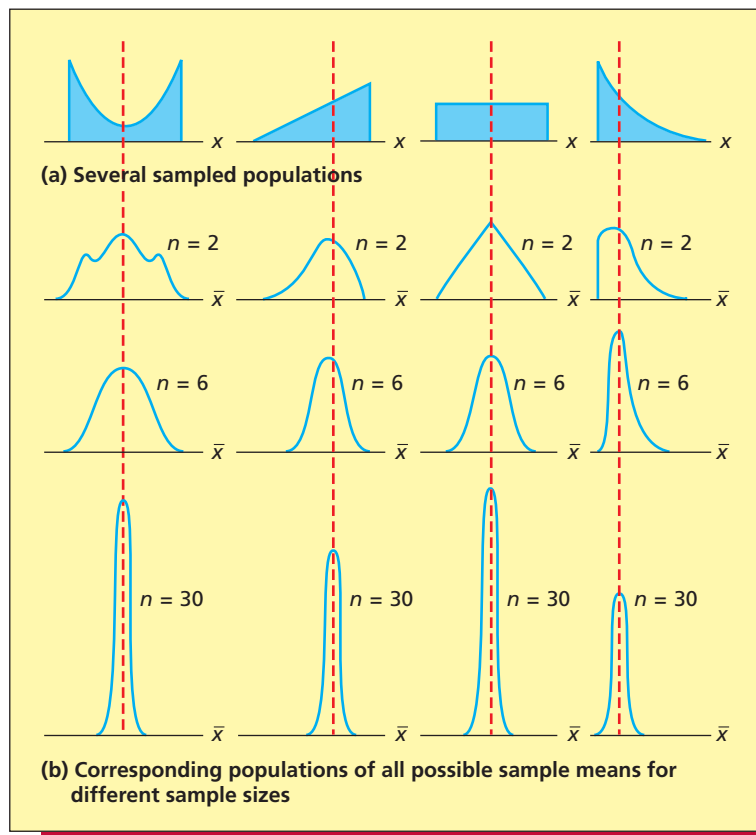 x x x x
(a) Several sampled populations
n = 2 n = 2 n = 2 n = 2
x̅ x̅ x̅ x̅
n = 6 n = 6 n = 6 n = 6
x̅ x̅ x̅ x̅
n = 30 n = 30 n = 30 n = 30
x̅ x̅ x̅ x̅
(b) Corresponding populations of all possible sample means for
different sample sizes